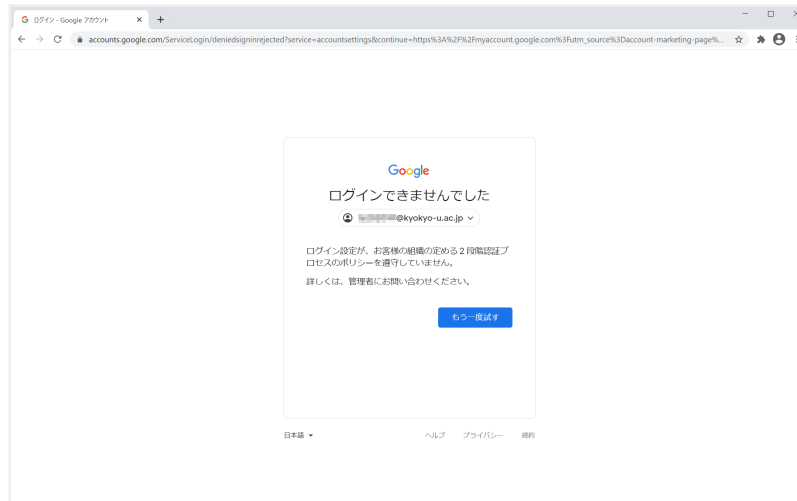 ログイン - Google アカウント
accounts.google.com/ServiceLogin/deniedsigninrejected?service=accountsettings&continue=https%3A%2F%2Fmyaccount.google.com%3Futm_source%3Daccount-marketing-page%...
Google
ログインできませんでした
@kyokyo-u.ac.jp
ログイン設定が、お客様の組織の定める 2 段階認証プ
ロセスのポリシーを遵守していません。
詳しくは、管理者にお問い合わせください。
もう一度試す
日本語
ヘルプ プライバシー 規約